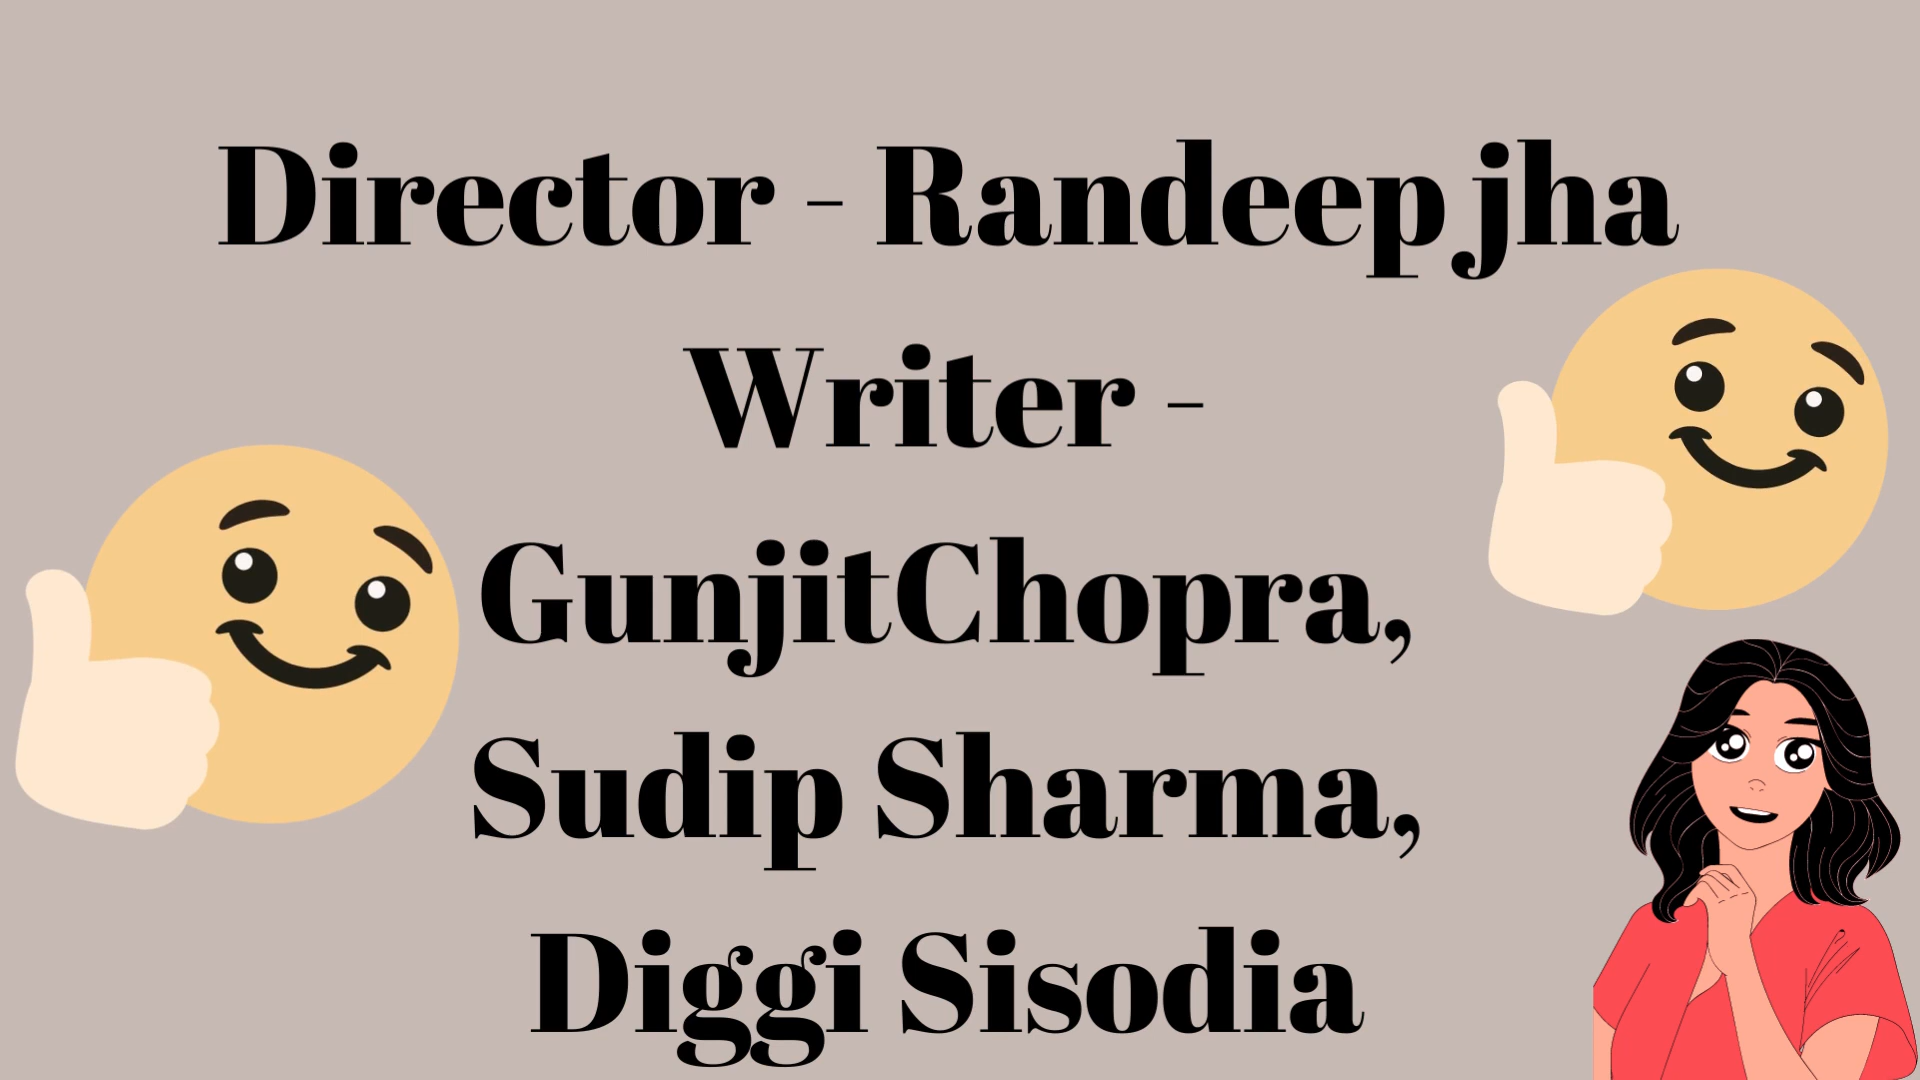 Director - Randeep jha
Writer -
GunjitChopra,
Sudip Sharma,
Diggi Sisodia